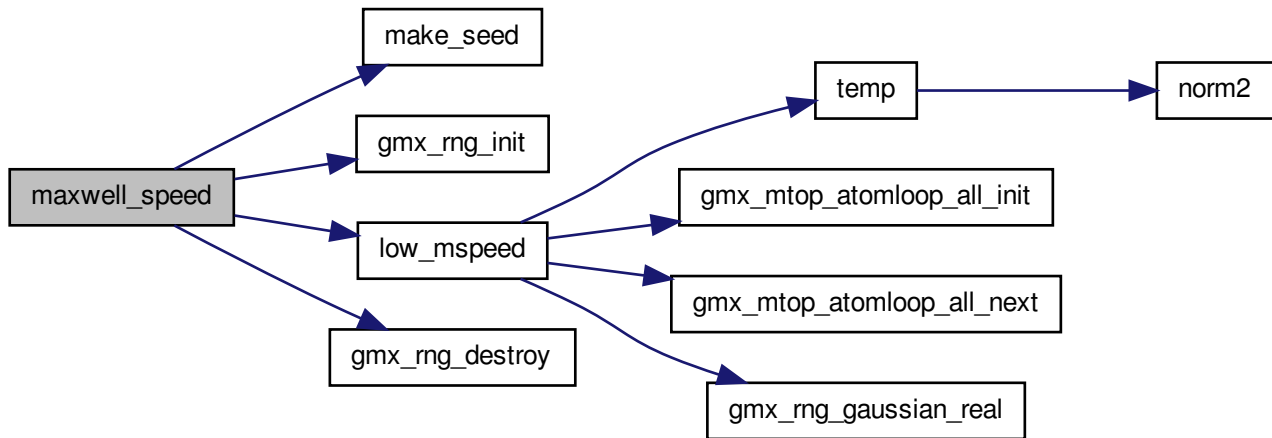 make_seed
temp
norm2
gmx_rng_init
maxwell_speed
gmx_mtop_atomloop_all_init
low_mspeed
gmx_mtop_atomloop_all_next
gmx_rng_destroy
gmx_rng_gaussian_real